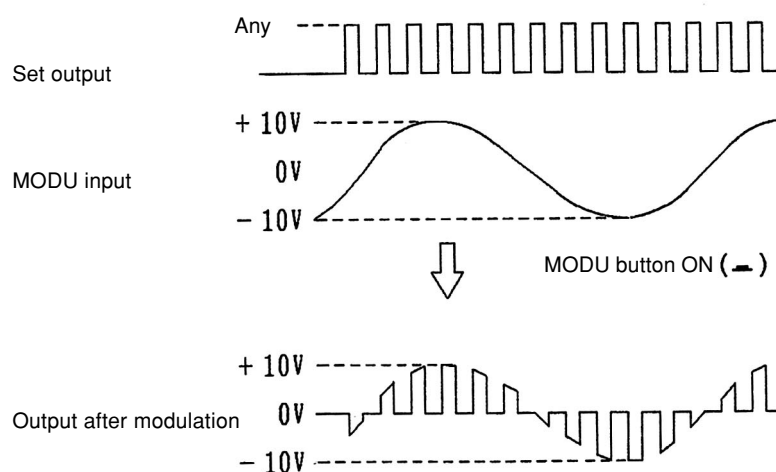 Any
Set output
+ 10V
0V
MODU input
− 10V
MODU button ON (▂)
+ 10V
0V
Output after modulation
− 10V